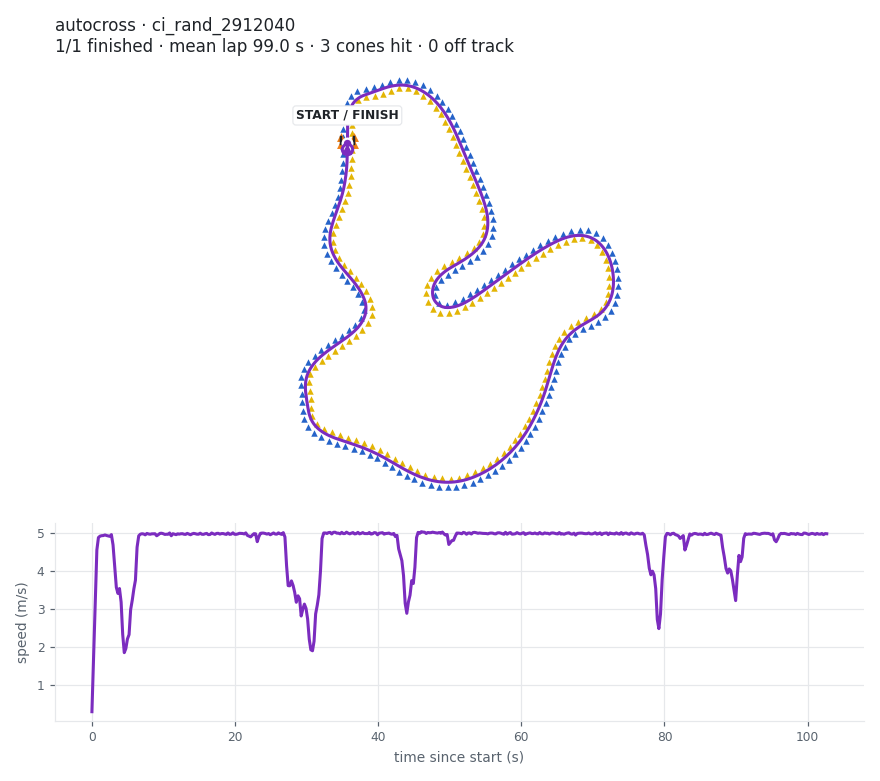 autocross · ci_rand_2912040
1/1 finished · mean lap 99.0 s · 3 cones hit · 0 off track
START / FINISH
5
4
3
2
1
speed (m/s)
0 20 40 60 80 100
time since start (s)